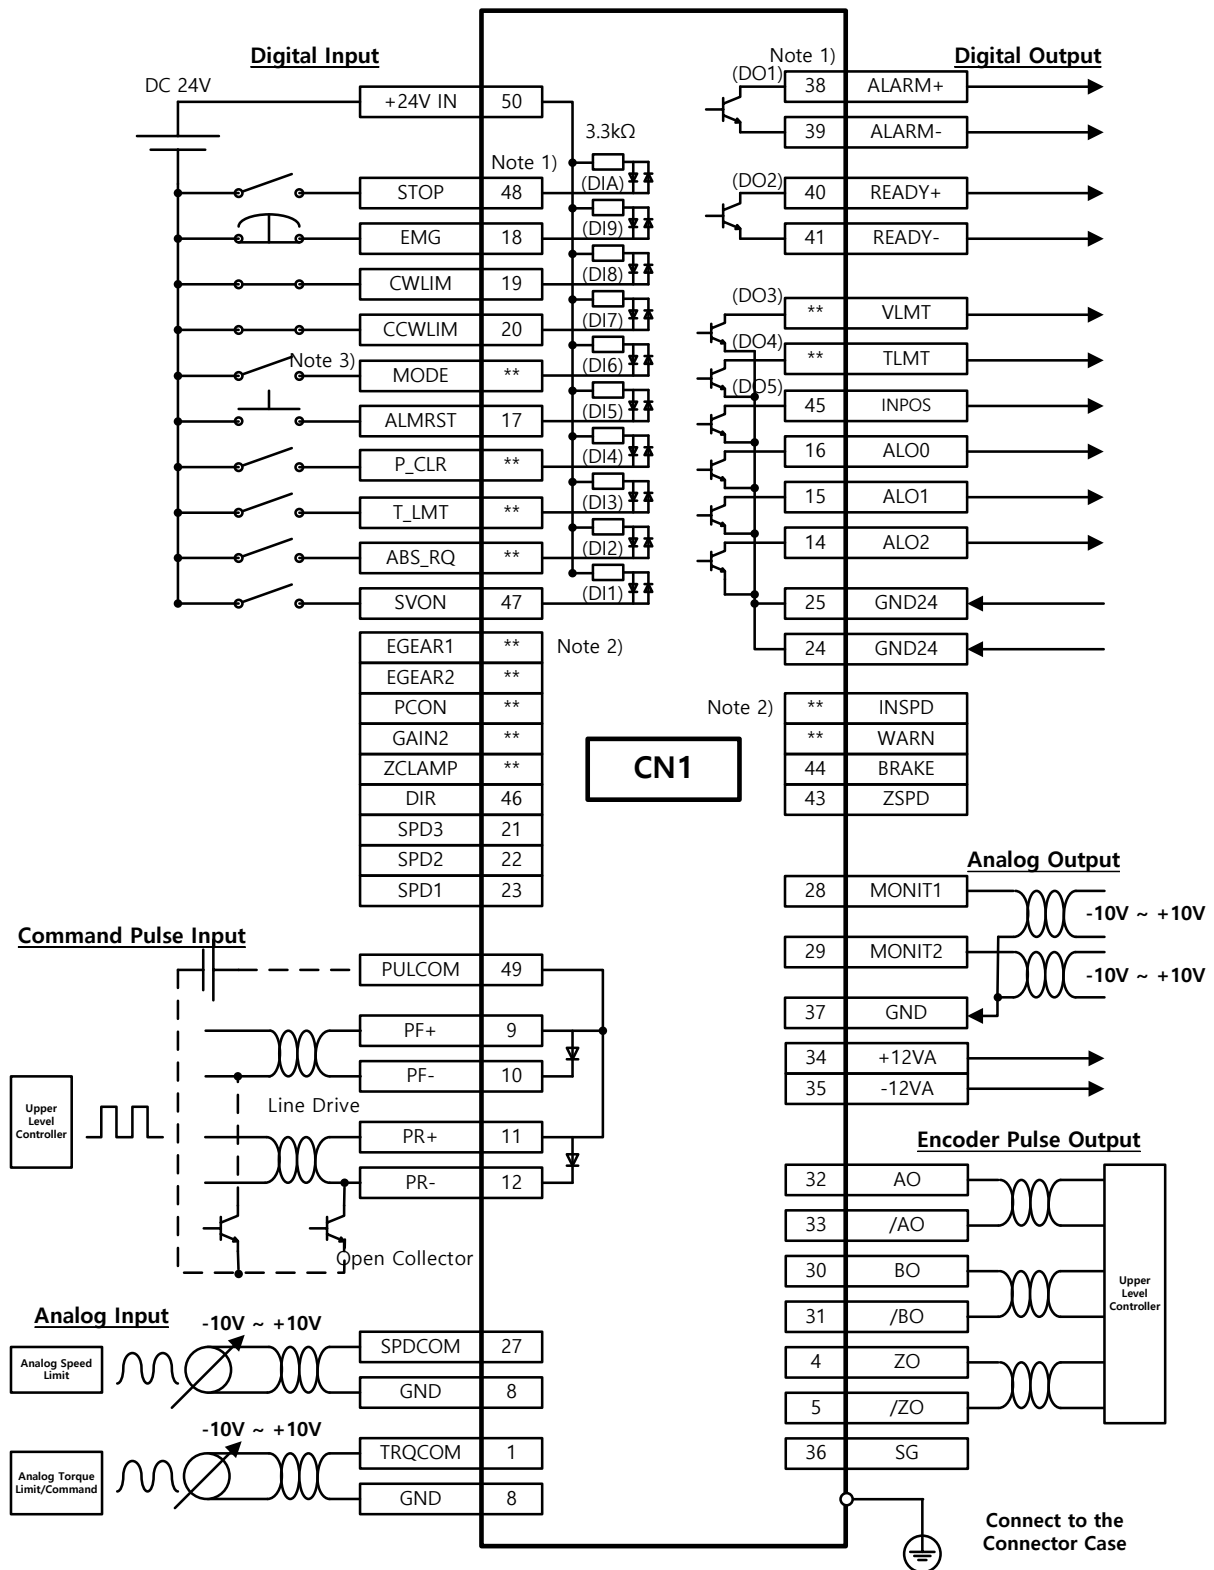 Digital Input
DC 24V
+24V IN 50
3.3kΩ
Note 1)
STOP 48 (DIA)
EMG 18 (DI9)
CWLIM 19 (DI8)
CCWLIM 20 (DI7)
Note 3) MODE ** (DI6)
ALMRST 17 (DI5)
P_CLR ** (DI4)
T_LMT ** (DI3)
ABS_RQ ** (DI2)
SVON 47 (DI1)
EGEAR1 ** Note 2)
EGEAR2 **
PCON **
GAIN2 **
ZCLAMP **
DIR 46
SPD3 21
SPD2 22
SPD1 23
CN1
Note 1) Digital Output
(DO1) 38 ALARM+
39 ALARM-
(DO2) 40 READY+
41 READY-
(DO3) ** VLMT
(DO4) ** TLMT
(DO5) 45 INPOS
16 ALO0
15 ALO1
14 ALO2
25 GND24
24 GND24
Note 2) ** INSPD
** WARN
44 BRAKE
43 ZSPD
Command Pulse Input
PULCOM 49
PF+ 9
PF- 10
Line Drive
Upper
Level
Controller
PR+ 11
PR- 12
Open Collector
Analog Input
-10V ~ +10V
Analog Speed
Limit
SPDCOM 27
GND 8
-10V ~ +10V
Analog Torque
Limit/Command
TRQCOM 1
GND 8
Analog Output
28 MONIT1
-10V ~ +10V
29 MONIT2
-10V ~ +10V
37 GND
34 +12VA
35 -12VA
Encoder Pulse Output
32 AO
33 /AO
30 BO
31 /BO
4 ZO
5 /ZO
Upper
Level
Controller
36 SG
Connect to the
Connector Case